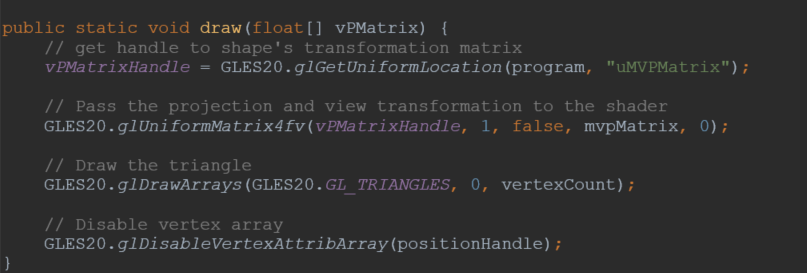 public static void draw(float[] vPMatrix) {
// get handle to shape's transformation matrix
vPMatrixHandle = GLES20.glGetUniformLocation(program, "uMVPMatrix");
// Pass the projection and view transformation to the shader
GLES20.glUniformMatrix4fv(vPMatrixHandle, 1, false, mvpMatrix, 0);
// Draw the triangle
GLES20.glDrawArrays(GLES20.GL_TRIANGLES, 0, vertexCount);
// Disable vertex array
GLES20.glDisableVertexAttribArray(positionHandle);
}